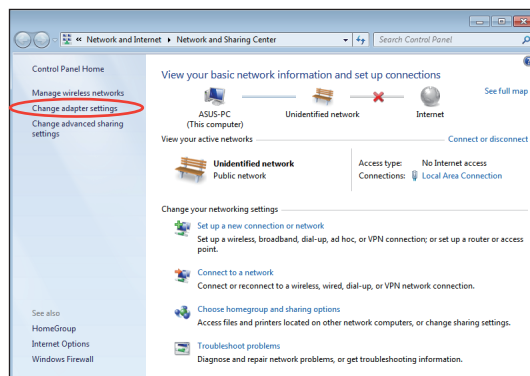 « Network and Internet ▸ Network and Sharing Center
Search Control Panel
Control Panel Home
Manage wireless networks
Change adapter settings
Change advanced sharing
settings
See also
HomeGroup
Internet Options
Windows Firewall
View your basic network information and set up connections
See full map
ASUS-PC
(This computer)
Unidentified network
Internet
View your active networks
Connect or disconnect
Unidentified network
Public network
Access type: No Internet access
Connections: Local Area Connection
Change your networking settings
Set up a new connection or network
Set up a wireless, broadband, dial-up, ad hoc, or VPN connection; or set up a router or access
point.
Connect to a network
Connect or reconnect to a wireless, wired, dial-up, or VPN network connection.
Choose homegroup and sharing options
Access files and printers located on other network computers, or change sharing settings.
Troubleshoot problems
Diagnose and repair network problems, or get troubleshooting information.